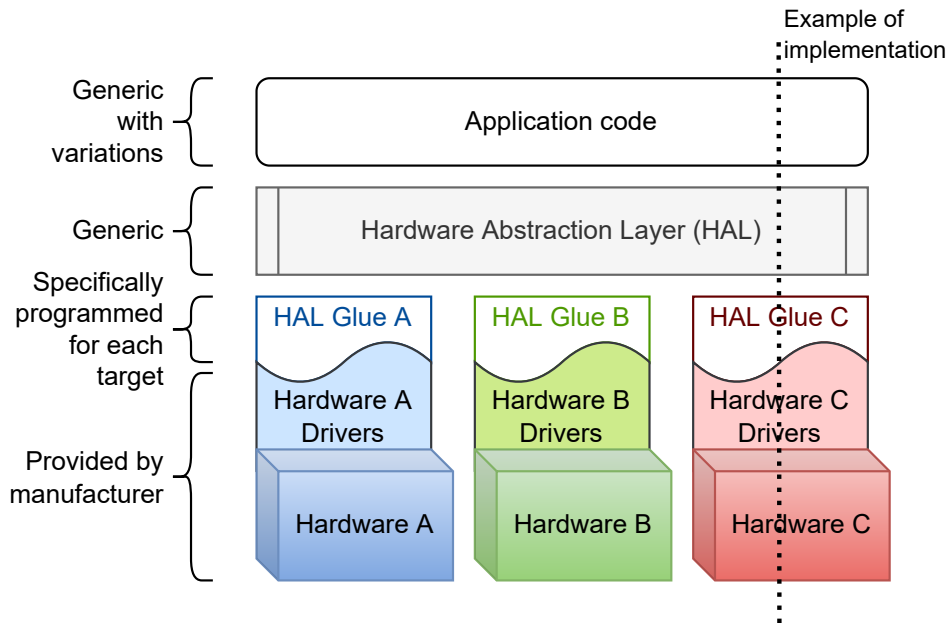 Example of
implementation
Generic
with
variations
Application code
Generic
Hardware Abstraction Layer (HAL)
Specifically
programmed
for each
target
HAL Glue A
HAL Glue B
HAL Glue C
Hardware A
Drivers
Hardware B
Drivers
Hardware C
Drivers
Provided by
manufacturer
Hardware A
Hardware B
Hardware C